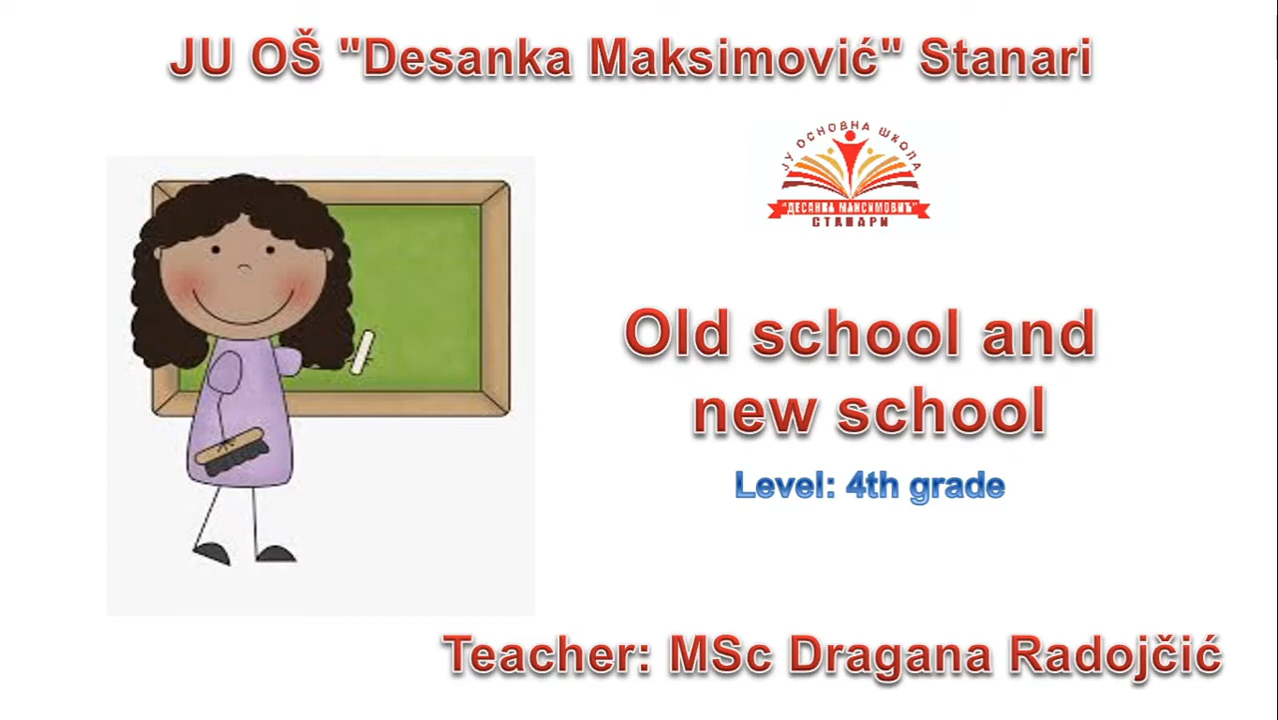 JU OŠ "Desanka Maksimović" Stanari
ЈУ ОСНОВНА ШКОЛА
"ДЕСАНКА МАКСИМОВИЋ"
СТАНАРИ
Old school and
new school
Level: 4th grade
Teacher: MSc Dragana Radojčić